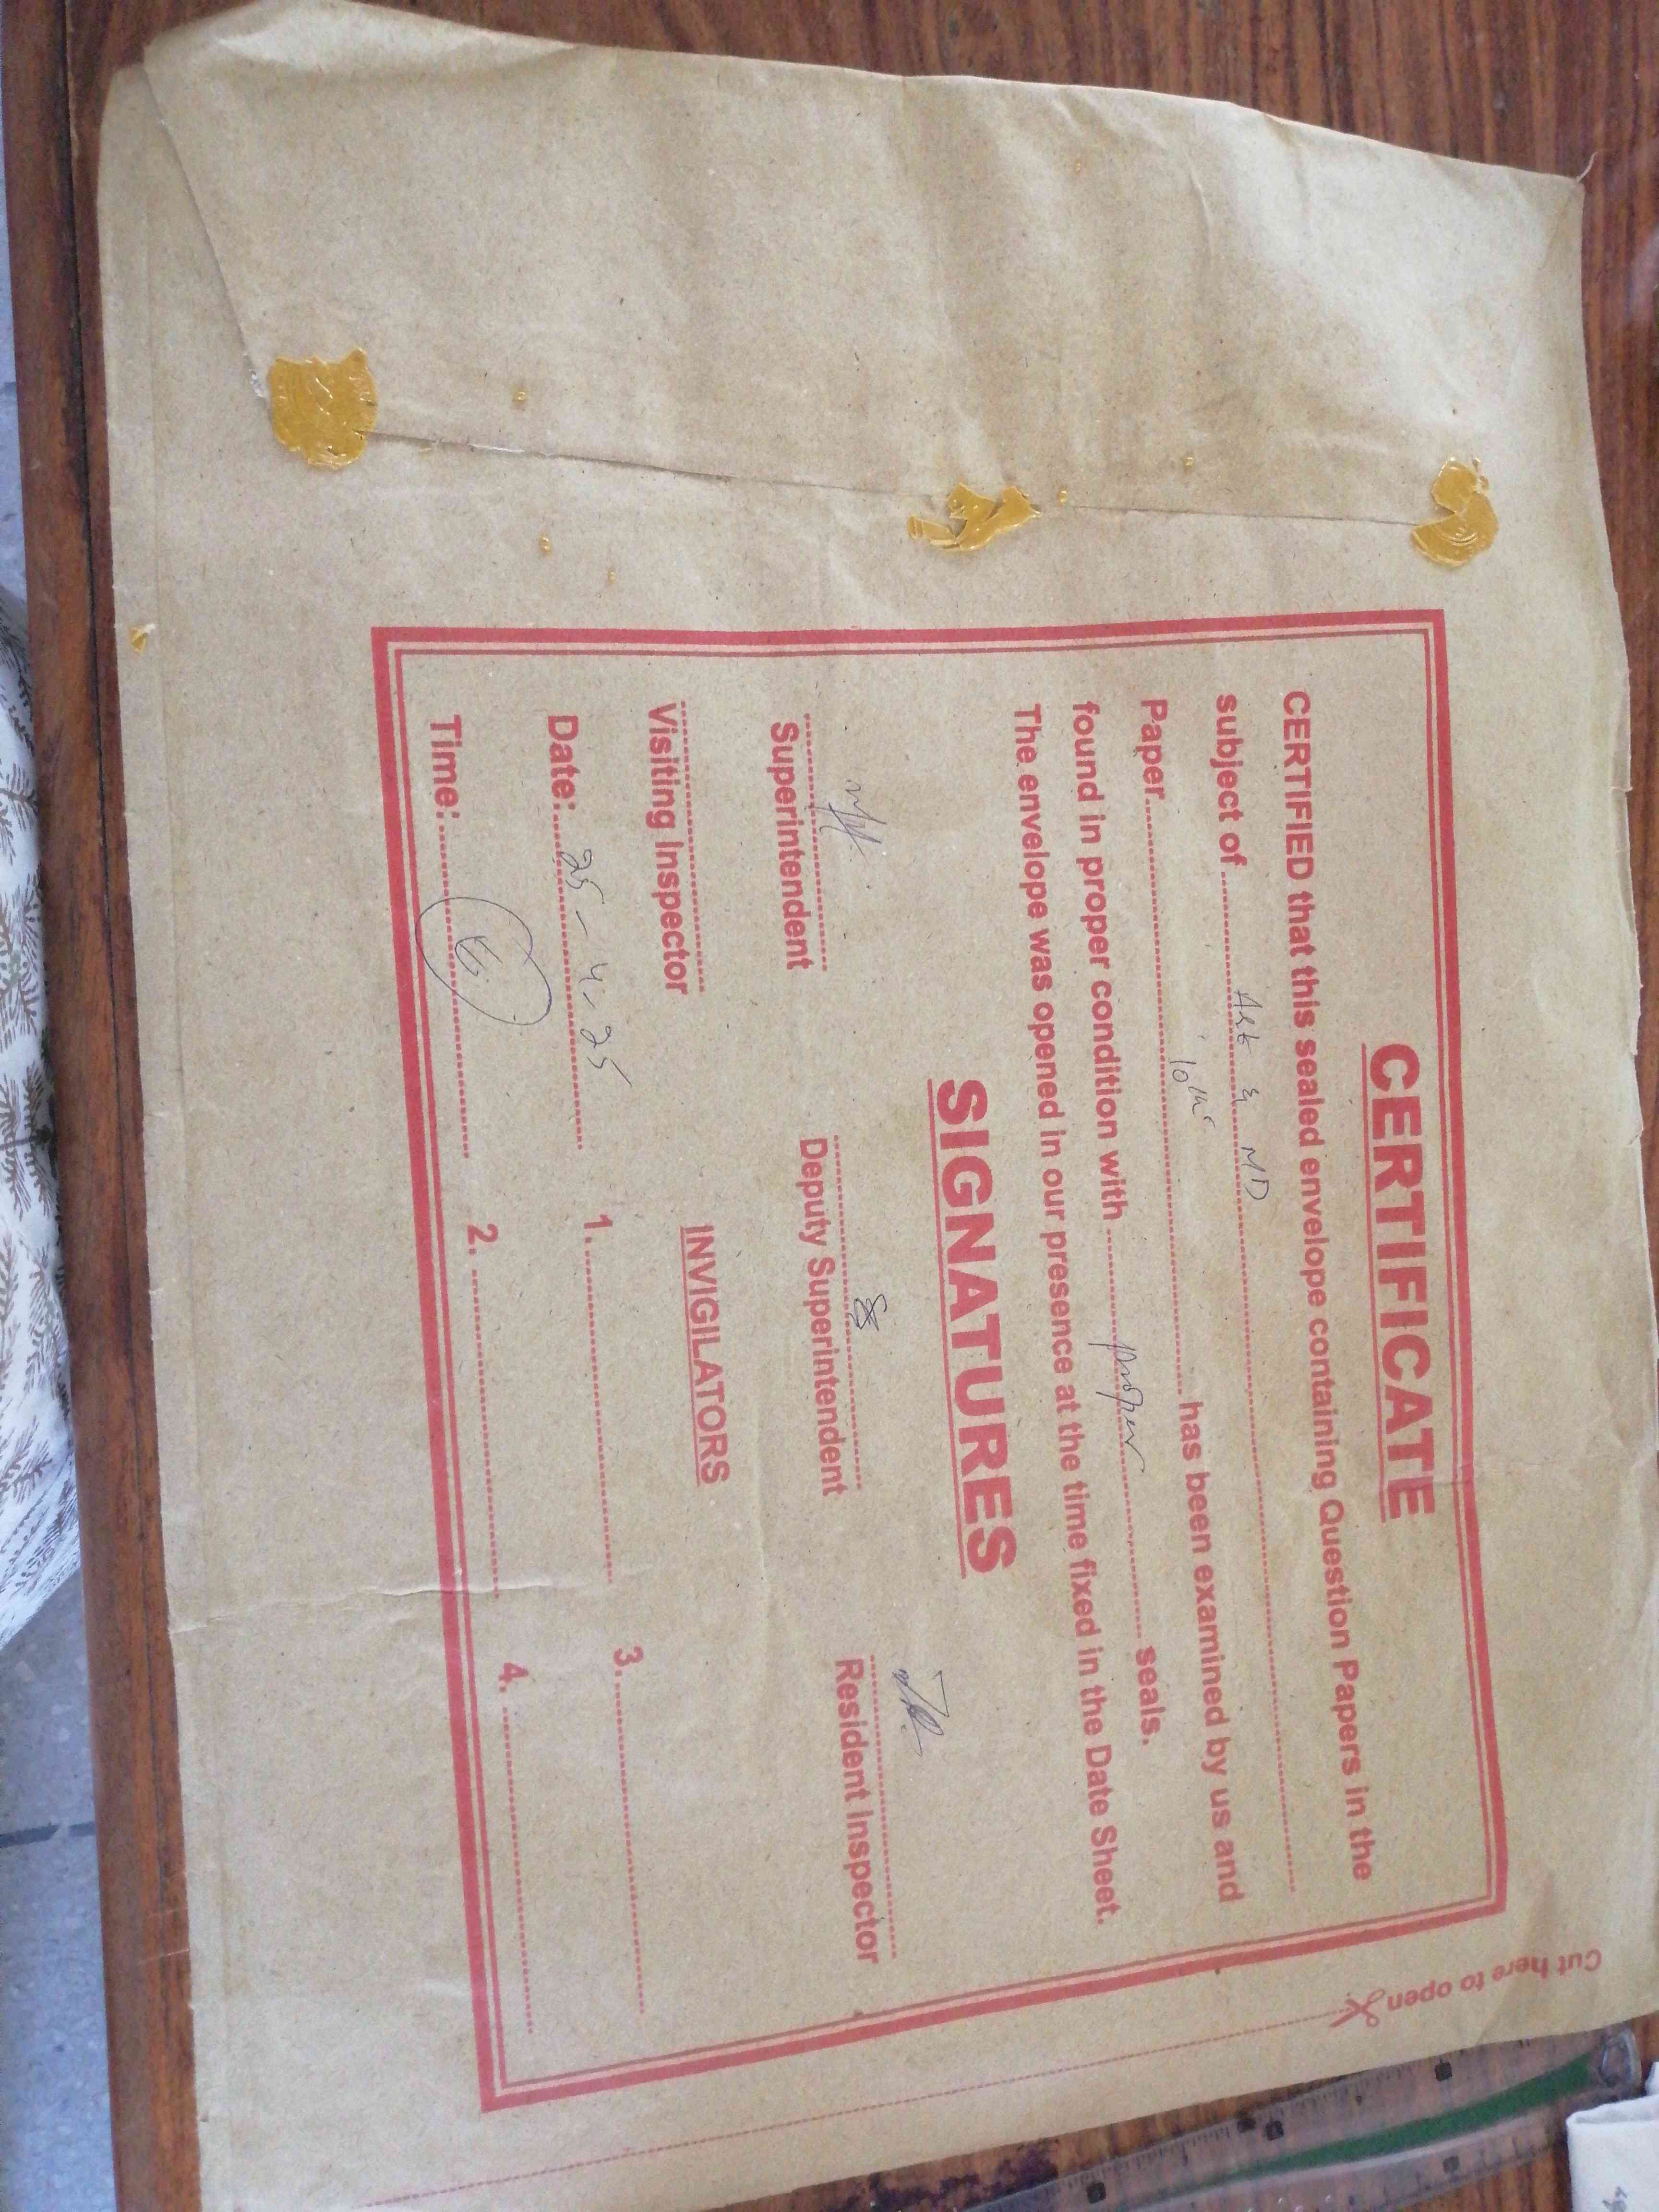 CERTIFICATE
CERTIFIED that this sealed envelope containing Question Papers in the
subject of .......... Art & MD ..........
Paper.......... 10th .......... has been examined by us and
found in proper condition with .......... proper .......... seals.
The envelope was opened in our presence at the time fixed in the Date Sheet.
SIGNATURES
Superintendent Deputy Superintendent Resident Inspector
Visiting Inspector
INVIGILATORS
Date:.......... 25-4-25 .......... 1. .......... 3. ..........
Time:.......... 2. .......... 4. ..........
Cut here to open